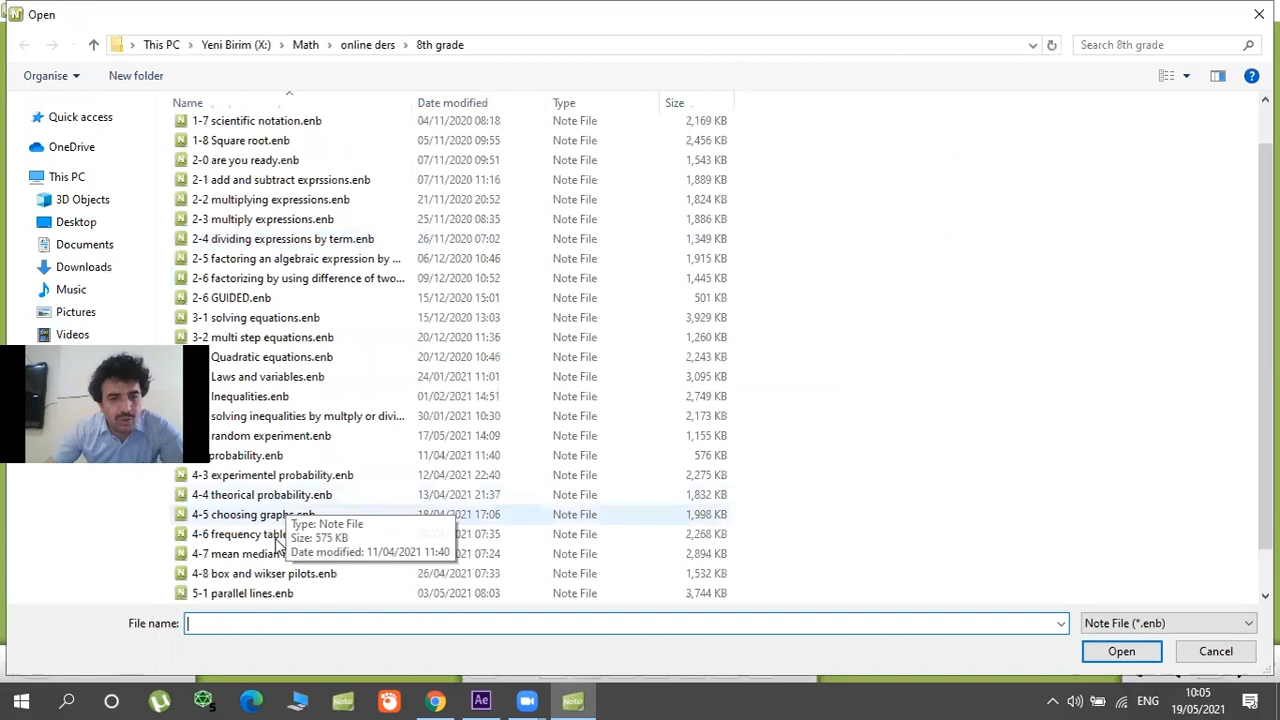 Open
This PC > Yeni Birim (X:) > Math > online ders > 8th grade
Search 8th grade
Organise
New folder
Name Date modified Type Size
Quick access
OneDrive
This PC
3D Objects
Desktop
Documents
Downloads
Music
Pictures
Videos
1-7 scientific notation.enb 04/11/2020 08:18 Note File 2,169 KB
1-8 Square root.enb 05/11/2020 09:55 Note File 2,456 KB
2-0 are you ready.enb 07/11/2020 09:51 Note File 1,543 KB
2-1 add and subtract exprssions.enb 07/11/2020 11:16 Note File 1,889 KB
2-2 multiplying expressions.enb 21/11/2020 20:52 Note File 1,824 KB
2-3 multiply expressions.enb 25/11/2020 08:35 Note File 1,886 KB
2-4 dividing expressions by term.enb 26/11/2020 07:02 Note File 1,349 KB
2-5 factoring an algebraic expression by ... 06/12/2020 10:46 Note File 1,915 KB
2-6 factorizing by using difference of two... 09/12/2020 10:52 Note File 1,445 KB
2-6 GUIDED.enb 15/12/2020 15:01 Note File 501 KB
3-1 solving equations.enb 15/12/2020 13:03 Note File 3,929 KB
3-2 multi step equations.enb 20/12/2020 11:36 Note File 1,260 KB
Quadratic equations.enb 20/12/2020 10:46 Note File 2,243 KB
Laws and variables.enb 24/01/2021 11:01 Note File 3,095 KB
Inequalities.enb 01/02/2021 14:51 Note File 2,749 KB
solving inequalities by multply or divi... 30/01/2021 10:30 Note File 2,173 KB
random experiment.enb 17/05/2021 14:09 Note File 1,155 KB
probability.enb 11/04/2021 11:40 Note File 576 KB
4-3 experimentel probability.enb 12/04/2021 22:40 Note File 2,275 KB
4-4 theorical probability.enb 13/04/2021 21:37 Note File 1,832 KB
4-5 choosing graphs.enb 18/04/2021 17:06 Note File 1,998 KB
4-6 frequency table 07:35 Note File 2,268 KB
4-7 mean median 07:24 Note File 2,894 KB
4-8 box and wikser pilots.enb 26/04/2021 07:33 Note File 1,532 KB
5-1 parallel lines.enb 03/05/2021 08:03 Note File 3,744 KB
Type: Note File
Size: 575 KB
Date modified: 11/04/2021 11:40
File name:
Note File (*.enb)
Open
Cancel
Note
Ae
Note
ENG
10:05
19/05/2021